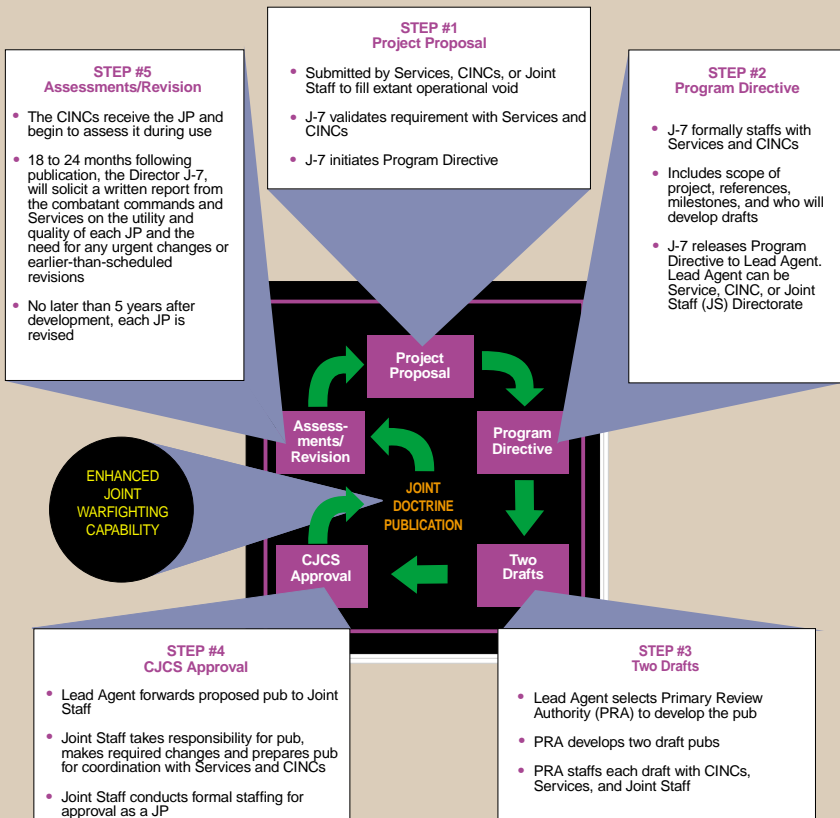 STEP #1
Project Proposal
• Submitted by Services, CINCs, or Joint
Staff to fill extant operational void
• J-7 validates requirement with Services and
CINCs
• J-7 initiates Program Directive
STEP #2
Program Directive
• J-7 formally staffs with
Services and CINCs
• Includes scope of
project, references,
milestones, and who will
develop drafts
• J-7 releases Program
Directive to Lead Agent.
Lead Agent can be
Service, CINC, or Joint
Staff (JS) Directorate
STEP #3
Two Drafts
• Lead Agent selects Primary Review
Authority (PRA) to develop the pub
• PRA develops two draft pubs
• PRA staffs each draft with CINCs,
Services, and Joint Staff
STEP #4
CJCS Approval
• Lead Agent forwards proposed pub to Joint
Staff
• Joint Staff takes responsibility for pub,
makes required changes and prepares pub
for coordination with Services and CINCs
• Joint Staff conducts formal staffing for
approval as a JP
STEP #5
Assessments/Revision
• The CINCs receive the JP and
begin to assess it during use
• 18 to 24 months following
publication, the Director J-7,
will solicit a written report from
the combatant commands and
Services on the utility and
quality of each JP and the
need for any urgent changes or
earlier-than-scheduled
revisions
• No later than 5 years after
development, each JP is
revised
Project
Proposal
Program
Directive
Two
Drafts
CJCS
Approval
Assess-
ments/
Revision
JOINT
DOCTRINE
PUBLICATION
ENHANCED
JOINT
WARFIGHTING
CAPABILITY